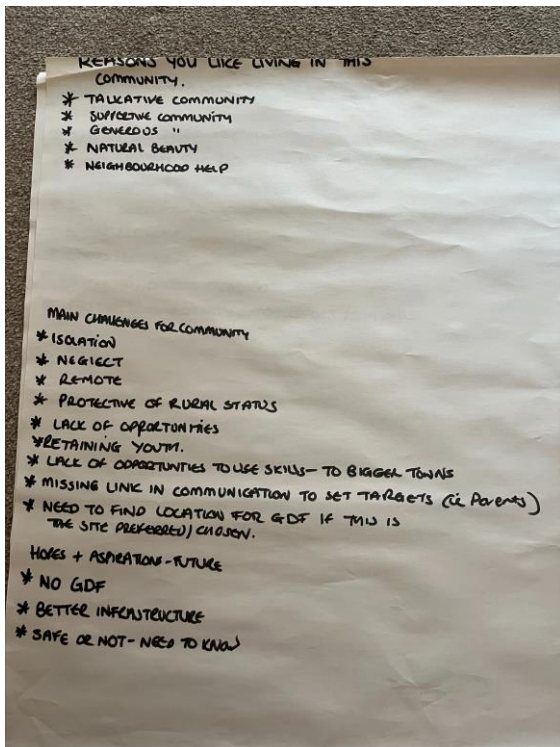 REASONS YOU LIKE LIVING IN THIS
COMMUNITY.
* TALKATIVE COMMUNITY
* SUPPORTIVE COMMUNITY
* GENEROUS "
* NATURAL BEAUTY
* NEIGHBOURHOOD HELP
MAIN CHALLENGES FOR COMMUNITY
* ISOLATION
* NEGLECT
* REMOTE
* PROTECTIVE OF RURAL STATUS
* LACK OF OPPORTUNITIES
* RETAINING YOUTH.
* LACK OF OPPORTUNTIES TO USE SKILLS - TO BIGGER TOWNS
* MISSING LINK IN COMMUNICATION TO SET TARGETS (ie Parents)
* NEED TO FIND LOCATION FOR GDF IF THIS IS
THE SITE PREFERRED / CHOSEN.
HOPES + ASPIRATIONS - FUTURE
* NO GDF
* BETTER INFRASTRUCTURE
* SAFE OR NOT - NEED TO KNOW